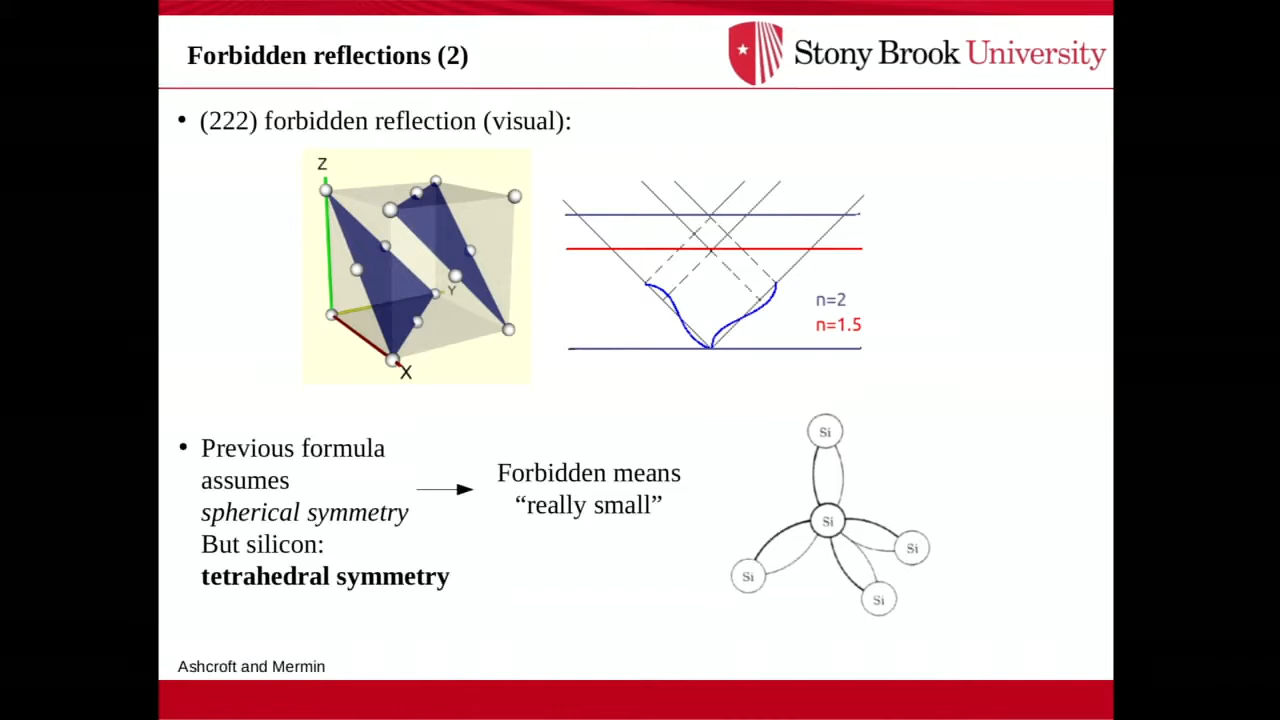 Forbidden reflections (2)
Stony Brook University
• (222) forbidden reflection (visual):
Z
Y
X
n=2
n=1.5
• Previous formula
assumes
spherical symmetry
But silicon:
tetrahedral symmetry
Forbidden means
“really small”
Si
Si
Si
Si
Si
Ashcroft and Mermin